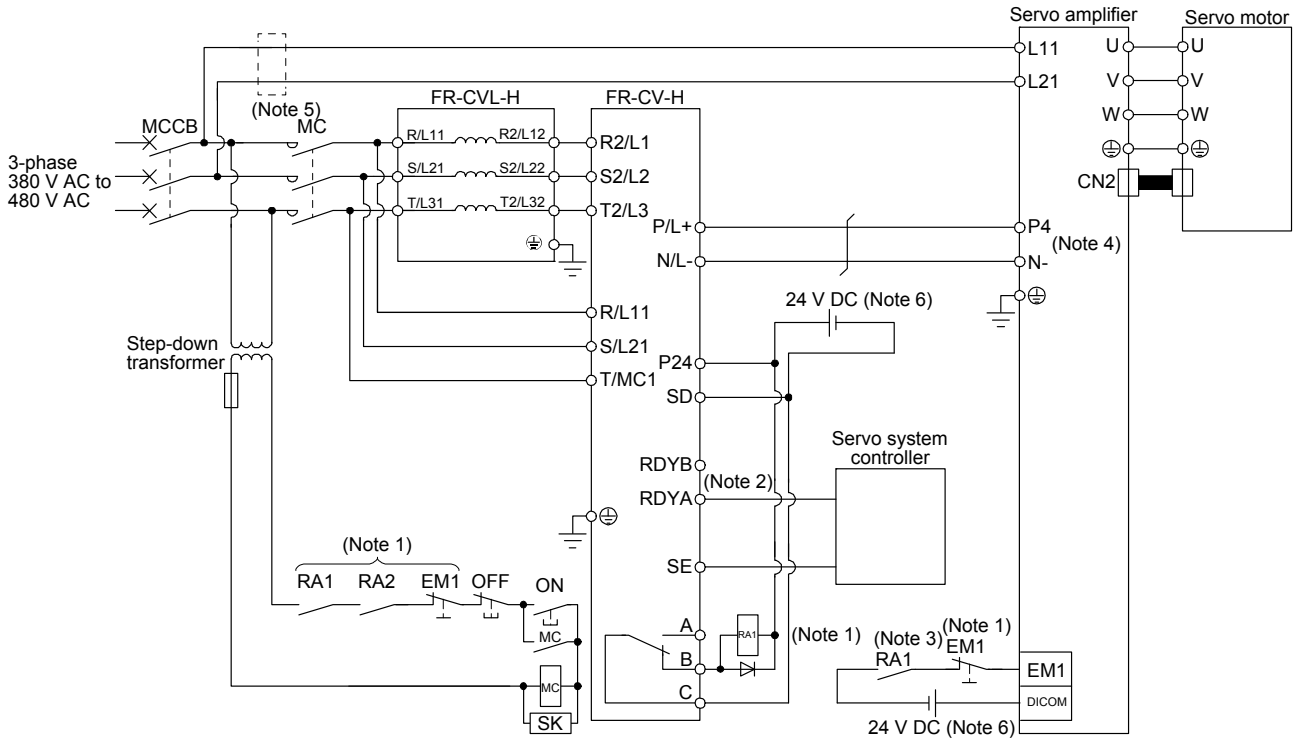 Servo amplifier
Servo motor
L11
U
U
L21
V
V
(Note 5)
FR-CVL-H
FR-CV-H
MCCB
MC
W
W
R/L11
R2/L12
R2/L1
3-phase
380 V AC to
480 V AC
S/L21
S2/L22
S2/L2
CN2
T/L31
T2/L32
T2/L3
P/L+
P4
(Note 4)
N/L-
N-
24 V DC (Note 6)
R/L11
Step-down
transformer
S/L21
P24
T/MC1
SD
Servo system
controller
RDYB
(Note 2)
RDYA
(Note 1)
SE
RA1
RA2
EM1
OFF
ON
A
RA1
(Note 1)
(Note 3)
(Note 1)
EM1
RA1
MC
B
EM1
MC
C
DICOM
SK
24 V DC (Note 6)